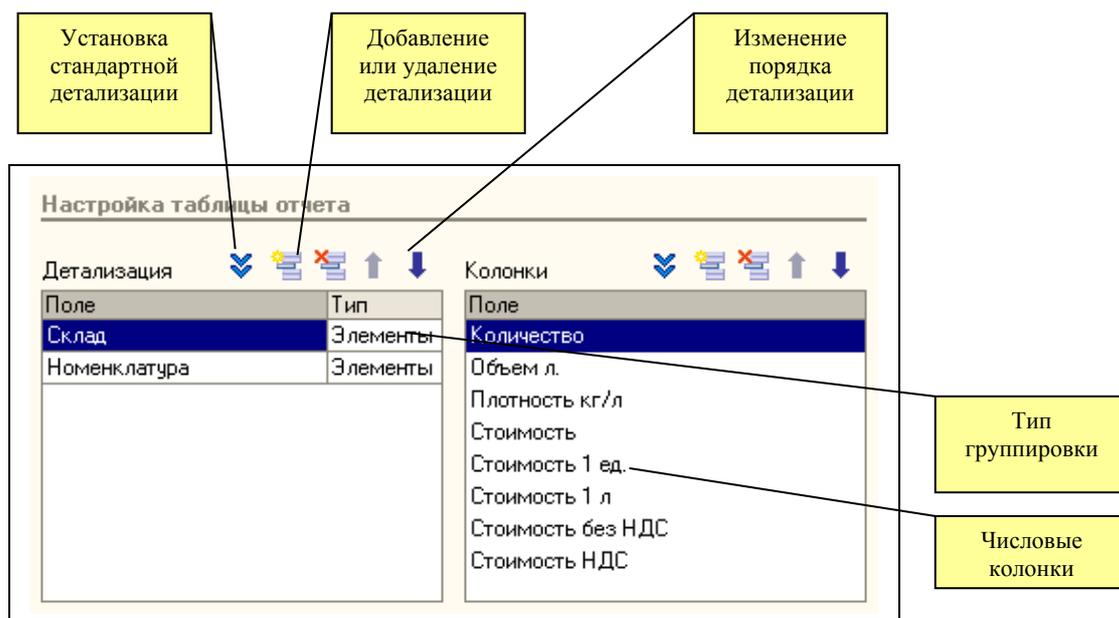 Установка
стандартной
детализации
Добавление
или удаление
детализации
Изменение
порядка
детализации
Настройка таблицы отчета
Детализация
Колонки
Поле
Тип
Поле
Склад
Элементы
Количество
Номенклатура
Элементы
Объем л.
Плотность кг/л
Стоимость
Стоимость 1 ед.
Стоимость 1 л
Стоимость без НДС
Стоимость НДС
Тип
группировки
Числовые
колонки